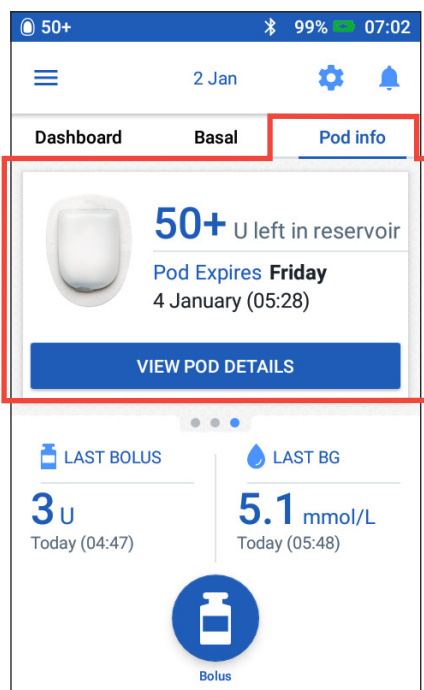 50+ 99% 07:02
2 Jan
Dashboard Basal Pod info
50+ U left in reservoir
Pod Expires Friday
4 January (05:28)
VIEW POD DETAILS
LAST BOLUS LAST BG
3 U 5.1 mmol/L
Today (04:47) Today (05:48)
Bolus